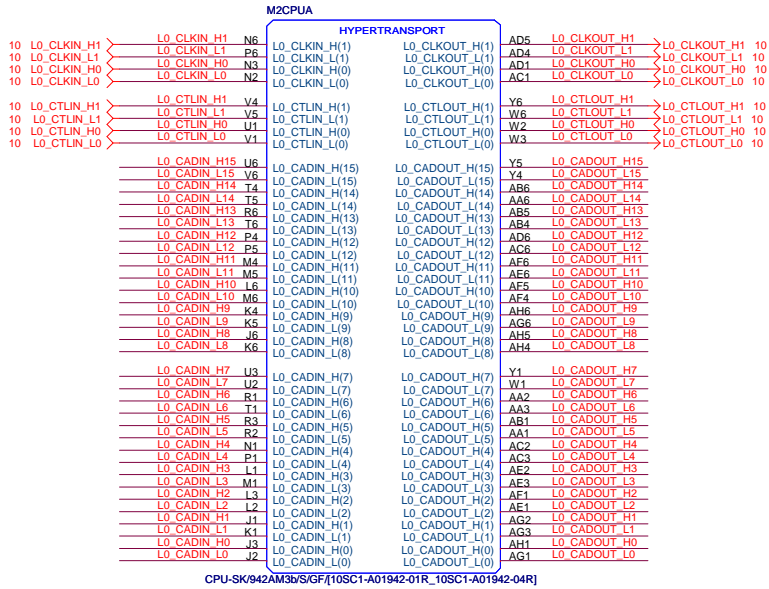 M2CPUA
HYPERTRANSPORT
10 L0_CLKIN_H1 L0_CLKIN_H1 N6 L0_CLKIN_H(1) L0_CLKOUT_H(1) AD5 L0_CLKOUT_H1 L0_CLKOUT_H1 10
10 L0_CLKIN_L1 L0_CLKIN_L1 P6 L0_CLKIN_L(1) L0_CLKOUT_L(1) AD4 L0_CLKOUT_L1 L0_CLKOUT_L1 10
10 L0_CLKIN_H0 L0_CLKIN_H0 N3 L0_CLKIN_H(0) L0_CLKOUT_H(0) AD1 L0_CLKOUT_H0 L0_CLKOUT_H0 10
10 L0_CLKIN_L0 L0_CLKIN_L0 N2 L0_CLKIN_L(0) L0_CLKOUT_L(0) AC1 L0_CLKOUT_L0 L0_CLKOUT_L0 10
10 L0_CTLIN_H1 L0_CTLIN_H1 V4 L0_CTLIN_H(1) L0_CTLOUT_H(1) Y6 L0_CTLOUT_H1 L0_CTLOUT_H1 10
10 L0_CTLIN_L1 L0_CTLIN_L1 V5 L0_CTLIN_L(1) L0_CTLOUT_L(1) W6 L0_CTLOUT_L1 L0_CTLOUT_L1 10
10 L0_CTLIN_H0 L0_CTLIN_H0 U1 L0_CTLIN_H(0) L0_CTLOUT_H(0) W2 L0_CTLOUT_H0 L0_CTLOUT_H0 10
10 L0_CTLIN_L0 L0_CTLIN_L0 V1 L0_CTLIN_L(0) L0_CTLOUT_L(0) W3 L0_CTLOUT_L0 L0_CTLOUT_L0 10
L0_CADIN_H15 U6 L0_CADIN_H(15) L0_CADOUT_H(15) Y5 L0_CADOUT_H15
L0_CADIN_L15 V6 L0_CADIN_L(15) L0_CADOUT_L(15) Y4 L0_CADOUT_L15
L0_CADIN_H14 T4 L0_CADIN_H(14) L0_CADOUT_H(14) AB6 L0_CADOUT_H14
L0_CADIN_L14 T5 L0_CADIN_L(14) L0_CADOUT_L(14) AA6 L0_CADOUT_L14
L0_CADIN_H13 R6 L0_CADIN_H(13) L0_CADOUT_H(13) AB5 L0_CADOUT_H13
L0_CADIN_L13 T6 L0_CADIN_L(13) L0_CADOUT_L(13) AB4 L0_CADOUT_L13
L0_CADIN_H12 P4 L0_CADIN_H(12) L0_CADOUT_H(12) AD6 L0_CADOUT_H12
L0_CADIN_L12 P5 L0_CADIN_L(12) L0_CADOUT_L(12) AC6 L0_CADOUT_L12
L0_CADIN_H11 M4 L0_CADIN_H(11) L0_CADOUT_H(11) AF6 L0_CADOUT_H11
L0_CADIN_L11 M5 L0_CADIN_L(11) L0_CADOUT_L(11) AE6 L0_CADOUT_L11
L0_CADIN_H10 L6 L0_CADIN_H(10) L0_CADOUT_H(10) AF5 L0_CADOUT_H10
L0_CADIN_L10 M6 L0_CADIN_L(10) L0_CADOUT_L(10) AF4 L0_CADOUT_L10
L0_CADIN_H9 K4 L0_CADIN_H(9) L0_CADOUT_H(9) AH6 L0_CADOUT_H9
L0_CADIN_L9 K5 L0_CADIN_L(9) L0_CADOUT_L(9) AG6 L0_CADOUT_L9
L0_CADIN_H8 J6 L0_CADIN_H(8) L0_CADOUT_H(8) AH5 L0_CADOUT_H8
L0_CADIN_L8 K6 L0_CADIN_L(8) L0_CADOUT_L(8) AH4 L0_CADOUT_L8
L0_CADIN_H7 U3 L0_CADIN_H(7) L0_CADOUT_H(7) Y1 L0_CADOUT_H7
L0_CADIN_L7 U2 L0_CADIN_L(7) L0_CADOUT_L(7) W1 L0_CADOUT_L7
L0_CADIN_H6 R1 L0_CADIN_H(6) L0_CADOUT_H(6) AA2 L0_CADOUT_H6
L0_CADIN_L6 T1 L0_CADIN_L(6) L0_CADOUT_L(6) AA3 L0_CADOUT_L6
L0_CADIN_H5 R3 L0_CADIN_H(5) L0_CADOUT_H(5) AB1 L0_CADOUT_H5
L0_CADIN_L5 R2 L0_CADIN_L(5) L0_CADOUT_L(5) AA1 L0_CADOUT_L5
L0_CADIN_H4 N1 L0_CADIN_H(4) L0_CADOUT_H(4) AC2 L0_CADOUT_H4
L0_CADIN_L4 P1 L0_CADIN_L(4) L0_CADOUT_L(4) AC3 L0_CADOUT_L4
L0_CADIN_H3 L1 L0_CADIN_H(3) L0_CADOUT_H(3) AE2 L0_CADOUT_H3
L0_CADIN_L3 M1 L0_CADIN_L(3) L0_CADOUT_L(3) AE3 L0_CADOUT_L3
L0_CADIN_H2 L3 L0_CADIN_H(2) L0_CADOUT_H(2) AF1 L0_CADOUT_H2
L0_CADIN_L2 L2 L0_CADIN_L(2) L0_CADOUT_L(2) AE1 L0_CADOUT_L2
L0_CADIN_H1 J1 L0_CADIN_H(1) L0_CADOUT_H(1) AG2 L0_CADOUT_H1
L0_CADIN_L1 K1 L0_CADIN_L(1) L0_CADOUT_L(1) AG3 L0_CADOUT_L1
L0_CADIN_H0 J3 L0_CADIN_H(0) L0_CADOUT_H(0) AH1 L0_CADOUT_H0
L0_CADIN_L0 J2 L0_CADIN_L(0) L0_CADOUT_L(0) AG1 L0_CADOUT_L0
CPU-SK/942AM3b/S/GF/[10SC1-A01942-01R_10SC1-A01942-04R]